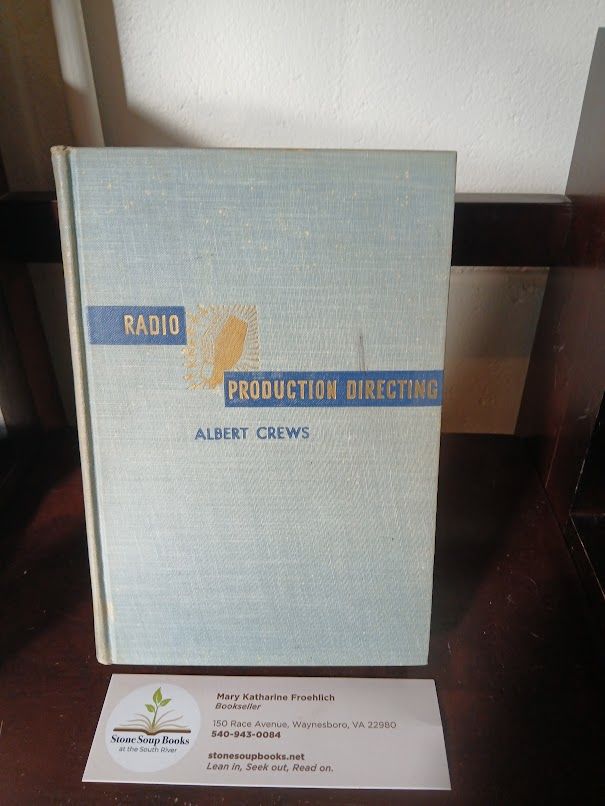 RADIO
PRODUCTION DIRECTING
ALBERT CREWS
Stone Soup Books
at the South River
Mary Katharine Froehlich
Bookseller
150 Race Avenue, Waynesboro, VA 22980
540-943-0084
stonesoupbooks.net
Lean in, Seek out, Read on.